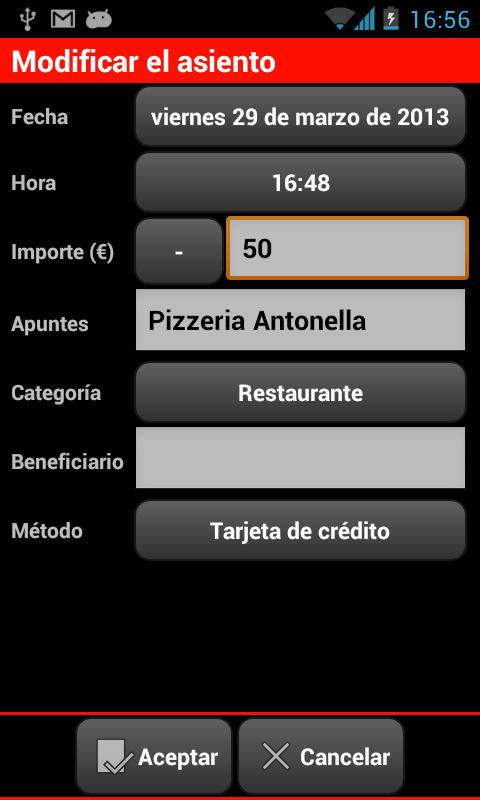 16:56
Modificar el asiento
Fecha
viernes 29 de marzo de 2013
Hora
16:48
Importe (€)
-
50
Apuntes
Pizzeria Antonella
Categoría
Restaurante
Beneficiario
Método
Tarjeta de crédito
Aceptar
Cancelar